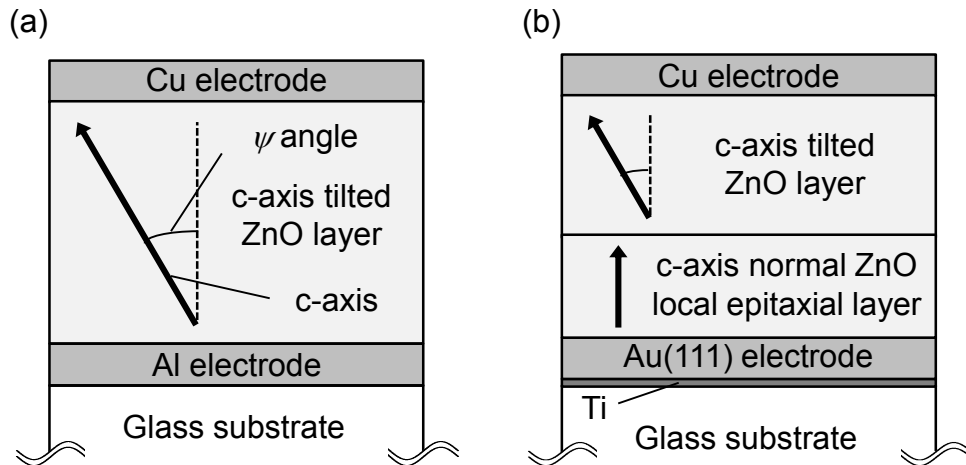 (a)
Cu electrode
ψ angle
c-axis tilted
ZnO layer
c-axis
Al electrode
Glass substrate
(b)
Cu electrode
c-axis tilted
ZnO layer
c-axis normal ZnO
local epitaxial layer
Au(111) electrode
Ti
Glass substrate